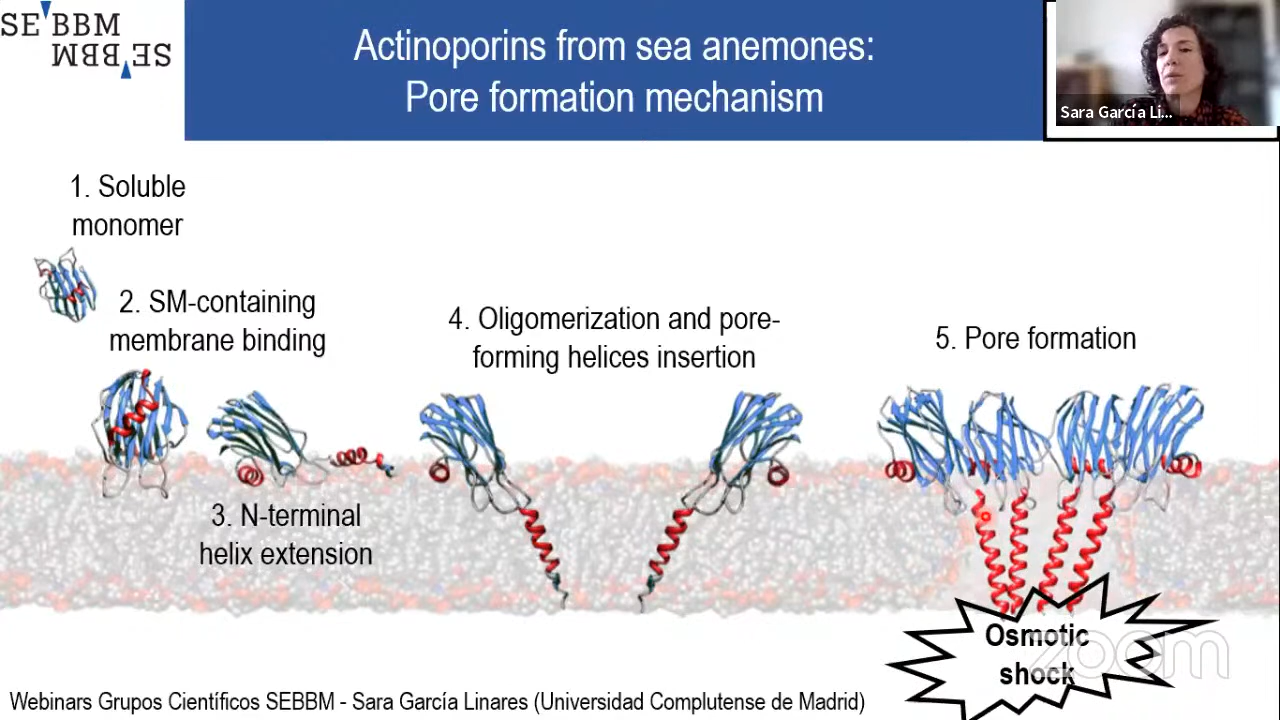 SE BBM
SE BBM
Actinoporins from sea anemones:
Pore formation mechanism
Sara García Li...
1. Soluble
monomer
2. SM-containing
membrane binding
3. N-terminal
helix extension
4. Oligomerization and pore-
forming helices insertion
5. Pore formation
Osmotic
shock
zoom
Webinars Grupos Científicos SEBBM - Sara García Linares (Universidad Complutense de Madrid)